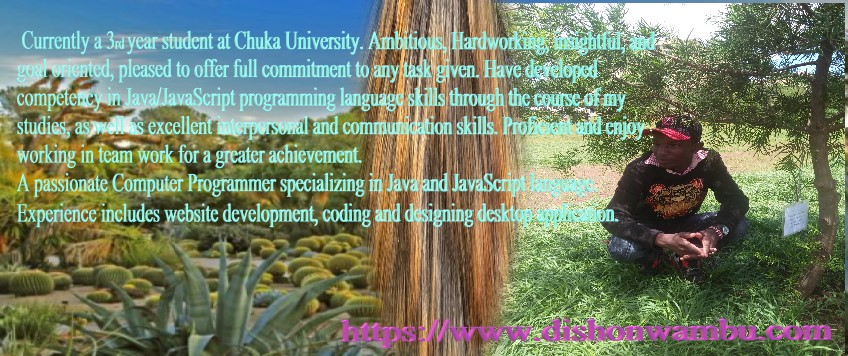 Currently a 3rd year student at Chuka University. Ambitious, Hardworking, insightful, and
goal oriented, pleased to offer full commitment to any task given. Have developed
competency in Java/JavaScript programming language skills through the course of my
studies, as well as excellent interpersonal and communication skills. Proficient and enjoy
working in team work for a greater achievement.
A passionate Computer Programmer specializing in Java and JavaScript language.
Experience includes website development, coding and designing desktop application.
https://www.dishonwambu.com